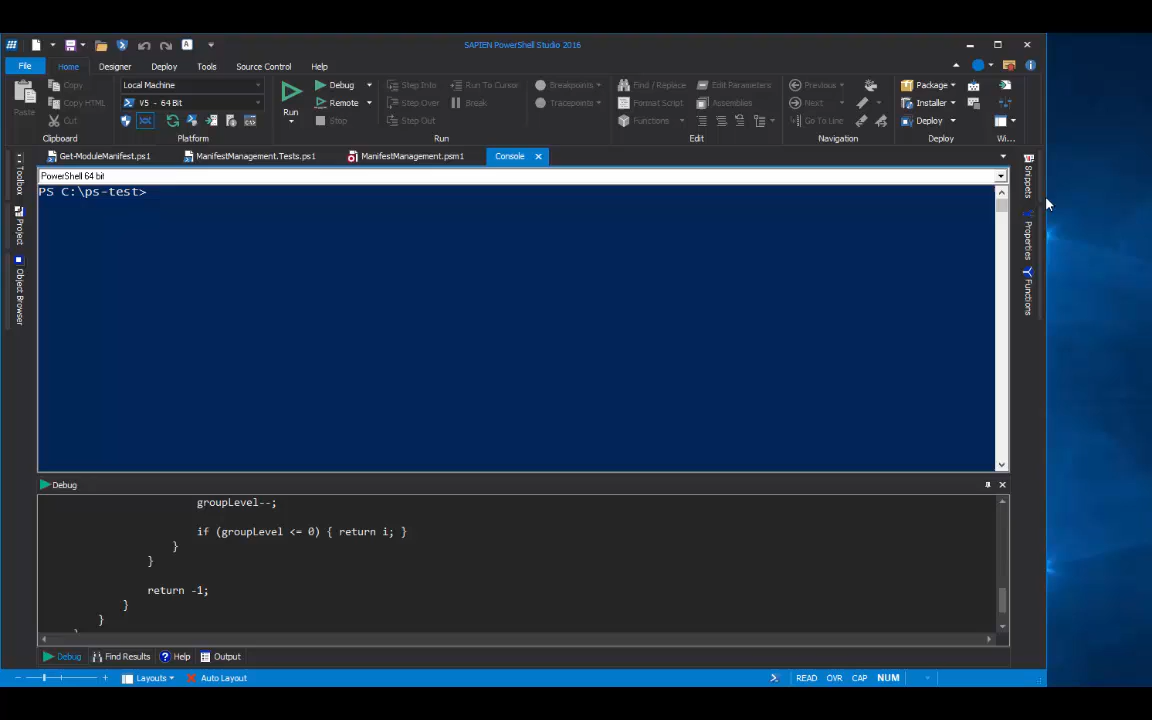 SAPIEN PowerShell Studio 2016
File Home Designer Deploy Tools Source Control Help
Paste
Copy
Copy HTML
Cut
Clipboard
Local Machine
V5 - 64 Bit
Platform
Run
Debug
Remote
Stop
Step Into
Step Over
Step Out
Run To Cursor
Break
Run
Breakpoints
Tracepoints
Find / Replace
Format Script
Functions
Edit Parameters
Assemblies
Edit
Previous
Next
Go To Line
Navigation
Package
Installer
Deploy
Deploy
Wi...
Get-ModuleManifest.ps1 ManifestManagement.Tests.ps1 ManifestManagement.psm1 Console
Toolbox
Project
Object Browser
PowerShell 64 bit
PS C:\ps-test>
Snippets
Properties
Functions
Debug
groupLevel--;
if (groupLevel <= 0) { return i; }
}
}
return -1;
}
}
Debug Find Results Help Output
Layouts Auto Layout READ OVR CAP NUM